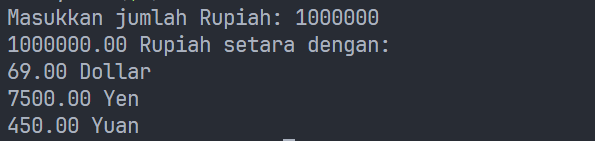 Masukkan jumlah Rupiah: 1000000
1000000.00 Rupiah setara dengan:
69.00 Dollar
7500.00 Yen
450.00 Yuan